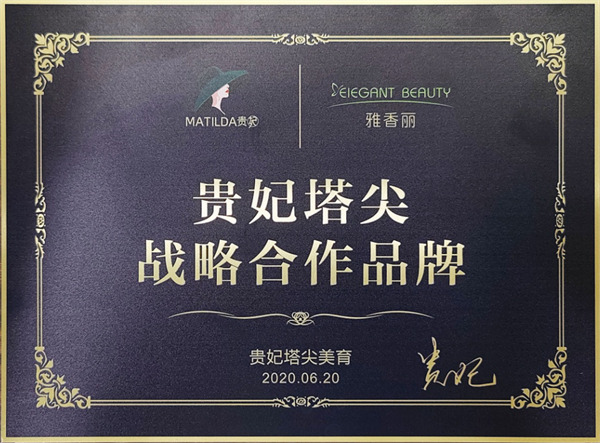 MATILDA贵妃
ElEGANT BEAUTY
雅香丽
贵妃塔尖
战略合作品牌
贵妃塔尖美育
2020.06.20
贵妃